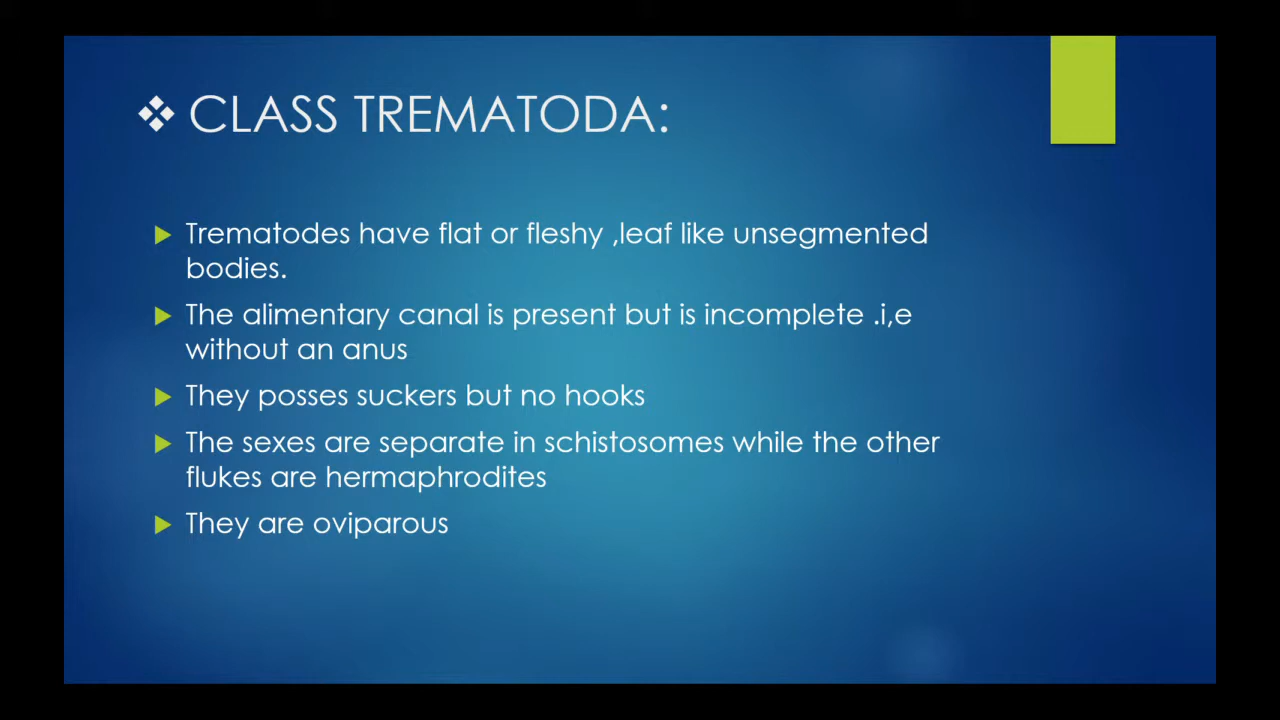 ❖ CLASS TREMATODA:
Trematodes have flat or fleshy ,leaf like unsegmented
bodies.
The alimentary canal is present but is incomplete .i,e
without an anus
They posses suckers but no hooks
The sexes are separate in schistosomes while the other
flukes are hermaphrodites
They are oviparous